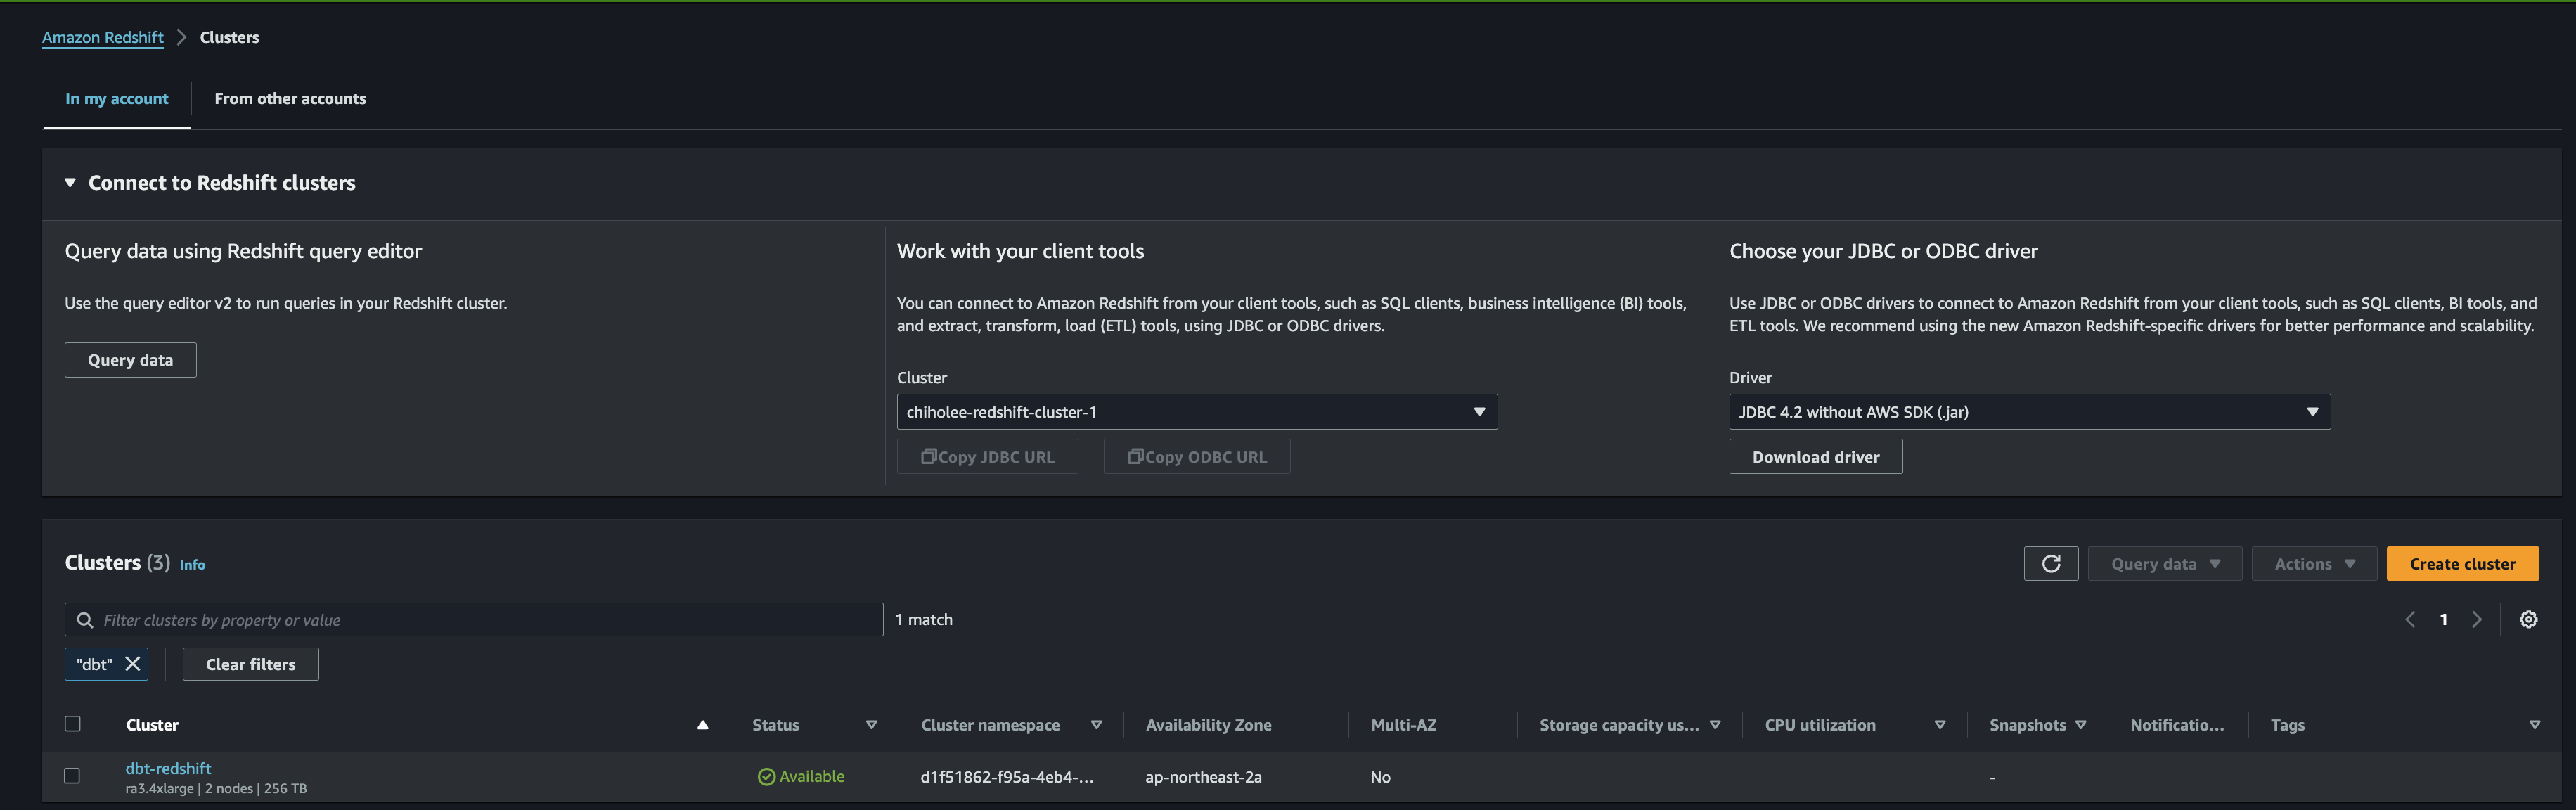 Amazon Redshift > Clusters
In my account
From other accounts
Connect to Redshift clusters
Query data using Redshift query editor
Use the query editor v2 to run queries in your Redshift cluster.
Query data
Work with your client tools
You can connect to Amazon Redshift from your client tools, such as SQL clients, business intelligence (BI) tools,
and extract, transform, load (ETL) tools, using JDBC or ODBC drivers.
Cluster
chiholee-redshift-cluster-1
Copy JDBC URL
Copy ODBC URL
Choose your JDBC or ODBC driver
Use JDBC or ODBC drivers to connect to Amazon Redshift from your client tools, such as SQL clients, BI tools, and
ETL tools. We recommend using the new Amazon Redshift-specific drivers for better performance and scalability.
Driver
JDBC 4.2 without AWS SDK (.jar)
Download driver
Clusters (3) Info
Query data
Actions
Create cluster
Filter clusters by property or value
1 match
1
"dbt"
Clear filters
Cluster
Status
Cluster namespace
Availability Zone
Multi-AZ
Storage capacity us...
CPU utilization
Snapshots
Notificatio...
Tags
dbt-redshift
ra3.4xlarge | 2 nodes | 256 TB
Available
d1f51862-f95a-4eb4-...
ap-northeast-2a
No
-